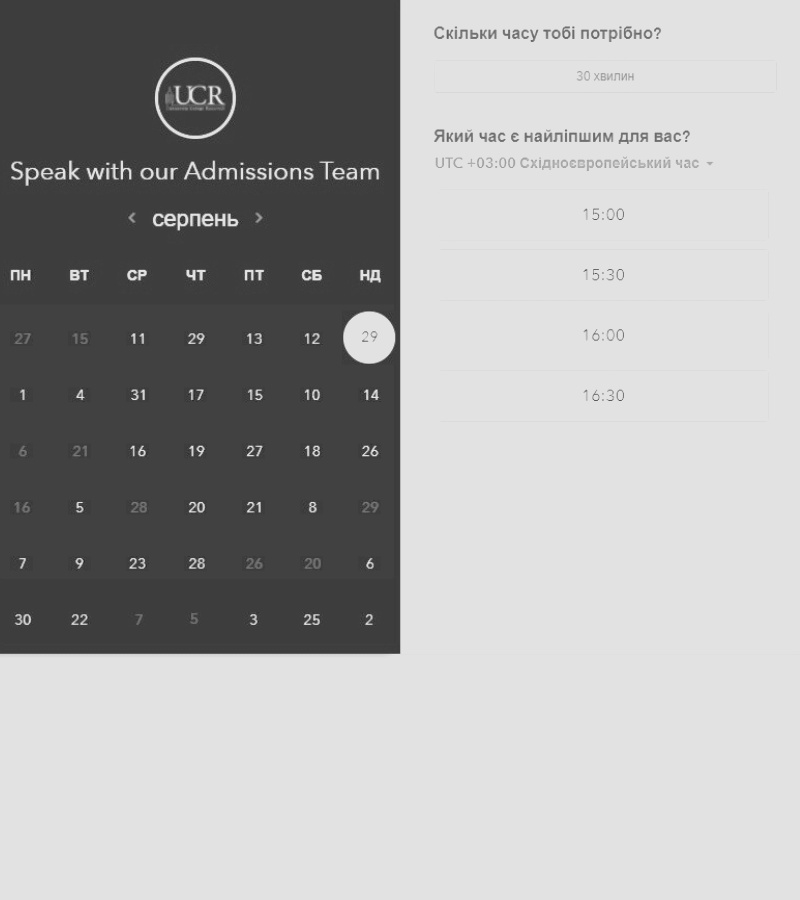 UCR
Speak with our Admissions Team
серпень
ПН ВТ СР ЧТ ПТ СБ НД
27 15 11 29 13 12 29
1 4 31 17 15 10 14
6 21 16 19 27 18 26
16 5 28 20 21 8 29
7 9 23 28 26 20 6
30 22 7 5 3 25 2
Скільки часу тобі потрібно?
30 хвилин
Який час є найліпшим для вас?
UTC +03:00 Східноєвропейський час
15:00
15:30
16:00
16:30